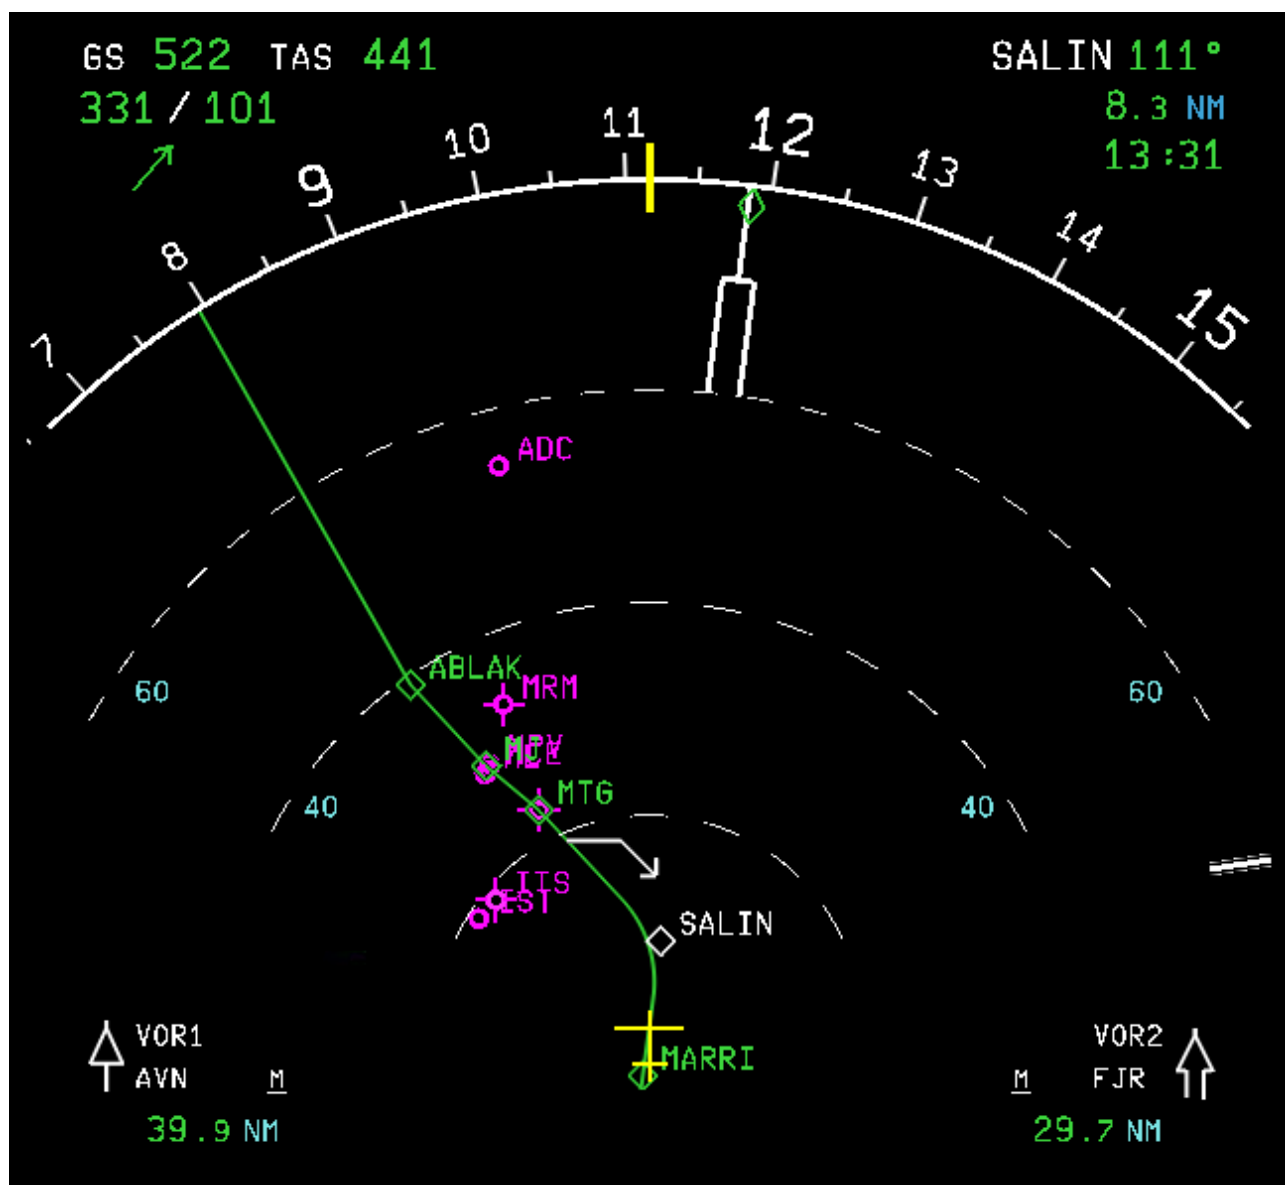 GS 522 TAS 441
SALIN 111°
331 / 101
8.3 NM
13:31
7
8
9
10
11
12
13
14
15
ADC
ABLAK
MRM
60
60
MTG
40
40
ITS
EST
SALIN
MARRI
VOR1
AVN M
39.9 NM
VOR2
M FJR
29.7 NM